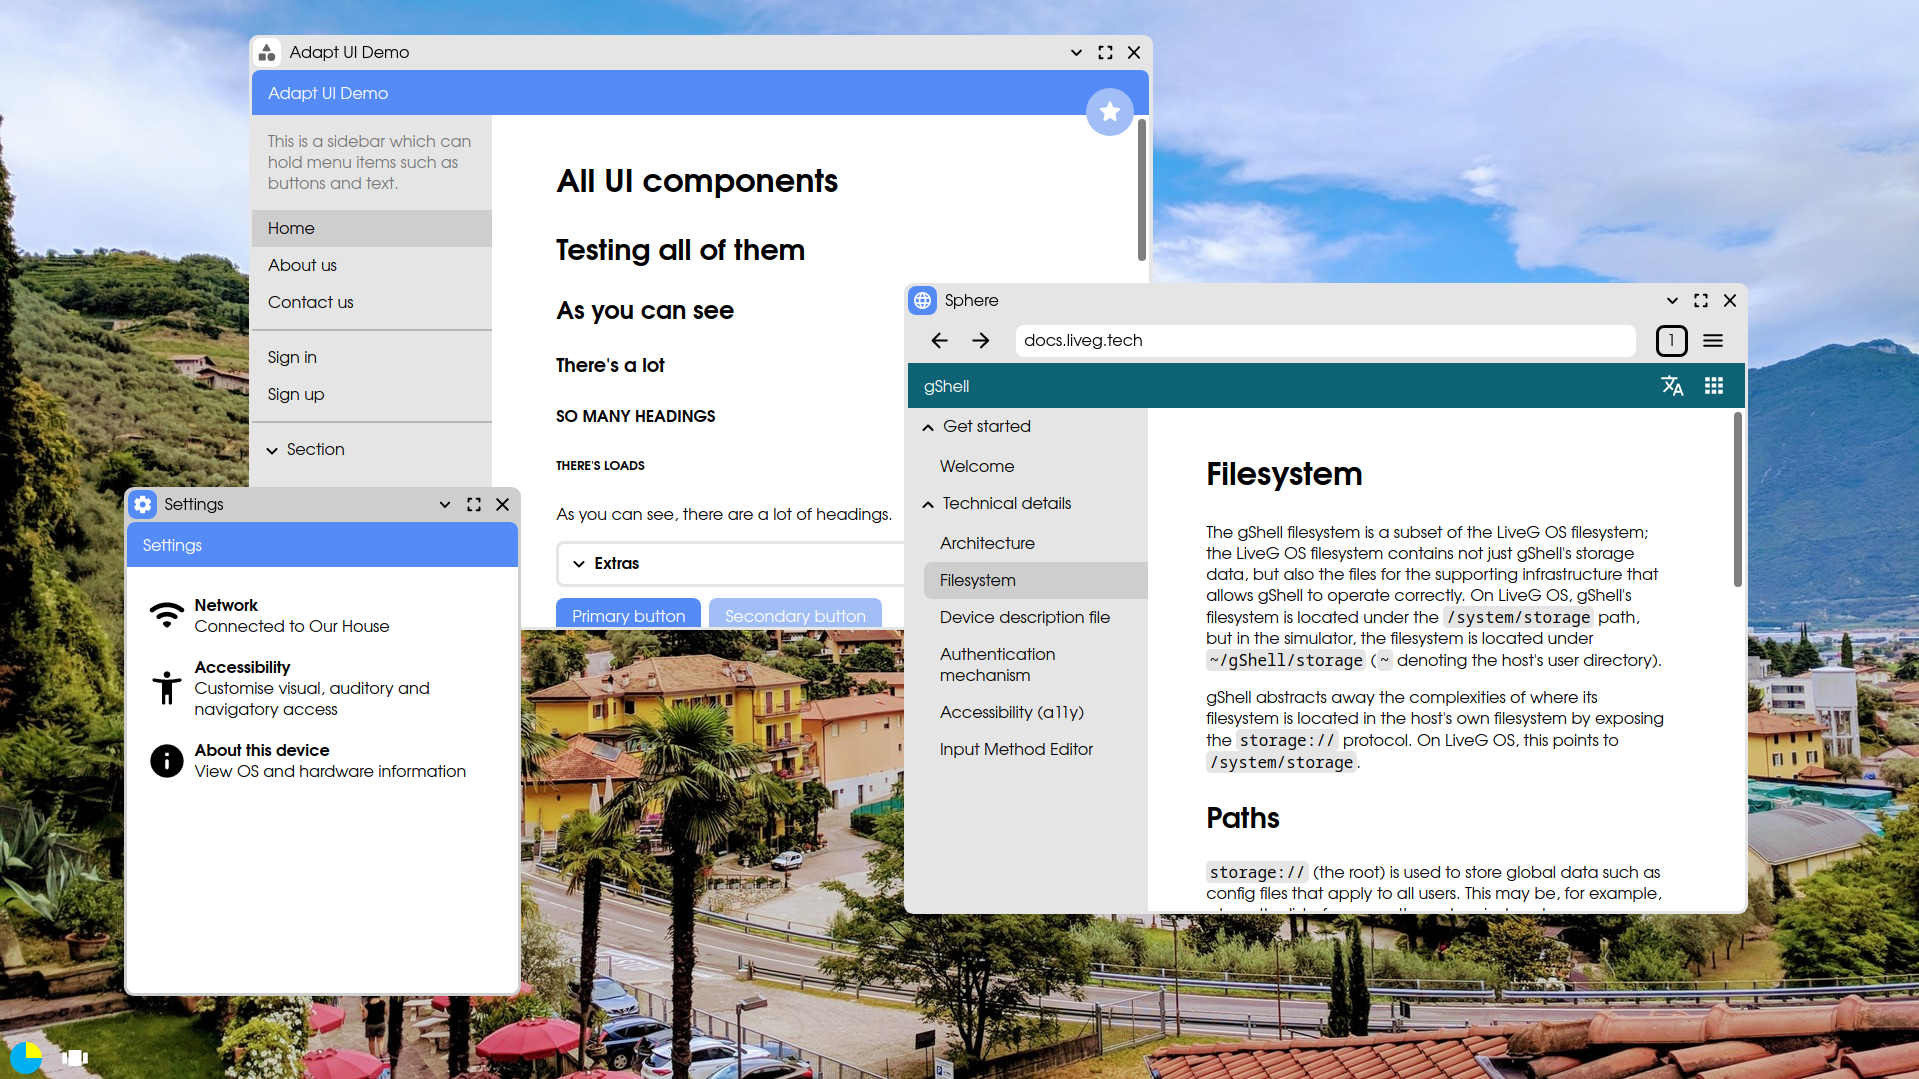 Adapt UI Demo
Adapt UI Demo
This is a sidebar which can
hold menu items such as
buttons and text.
Home
About us
Contact us
Sign in
Sign up
Section
All UI components
Testing all of them
As you can see
There's a lot
SO MANY HEADINGS
THERE'S LOADS
As you can see, there are a lot of headings.
Extras
Primary button
Secondary button
Settings
Settings
Network
Connected to Our House
Accessibility
Customise visual, auditory and
navigatory access
About this device
View OS and hardware information
Sphere
docs.liveg.tech
1
gShell
Get started
Welcome
Technical details
Architecture
Filesystem
Device description file
Authentication
mechanism
Accessibility (a11y)
Input Method Editor
Filesystem
The gShell filesystem is a subset of the LiveG OS filesystem;
the LiveG OS filesystem contains not just gShell's storage
data, but also the files for the supporting infrastructure that
allows gShell to operate correctly. On LiveG OS, gShell's
filesystem is located under the /system/storage path,
but in the simulator, the filesystem is located under
~/gShell/storage (~ denoting the host's user directory).
gShell abstracts away the complexities of where its
filesystem is located in the host's own filesystem by exposing
the storage:// protocol. On LiveG OS, this points to
/system/storage.
Paths
storage:// (the root) is used to store global data such as
config files that apply to all users. This may be, for example,